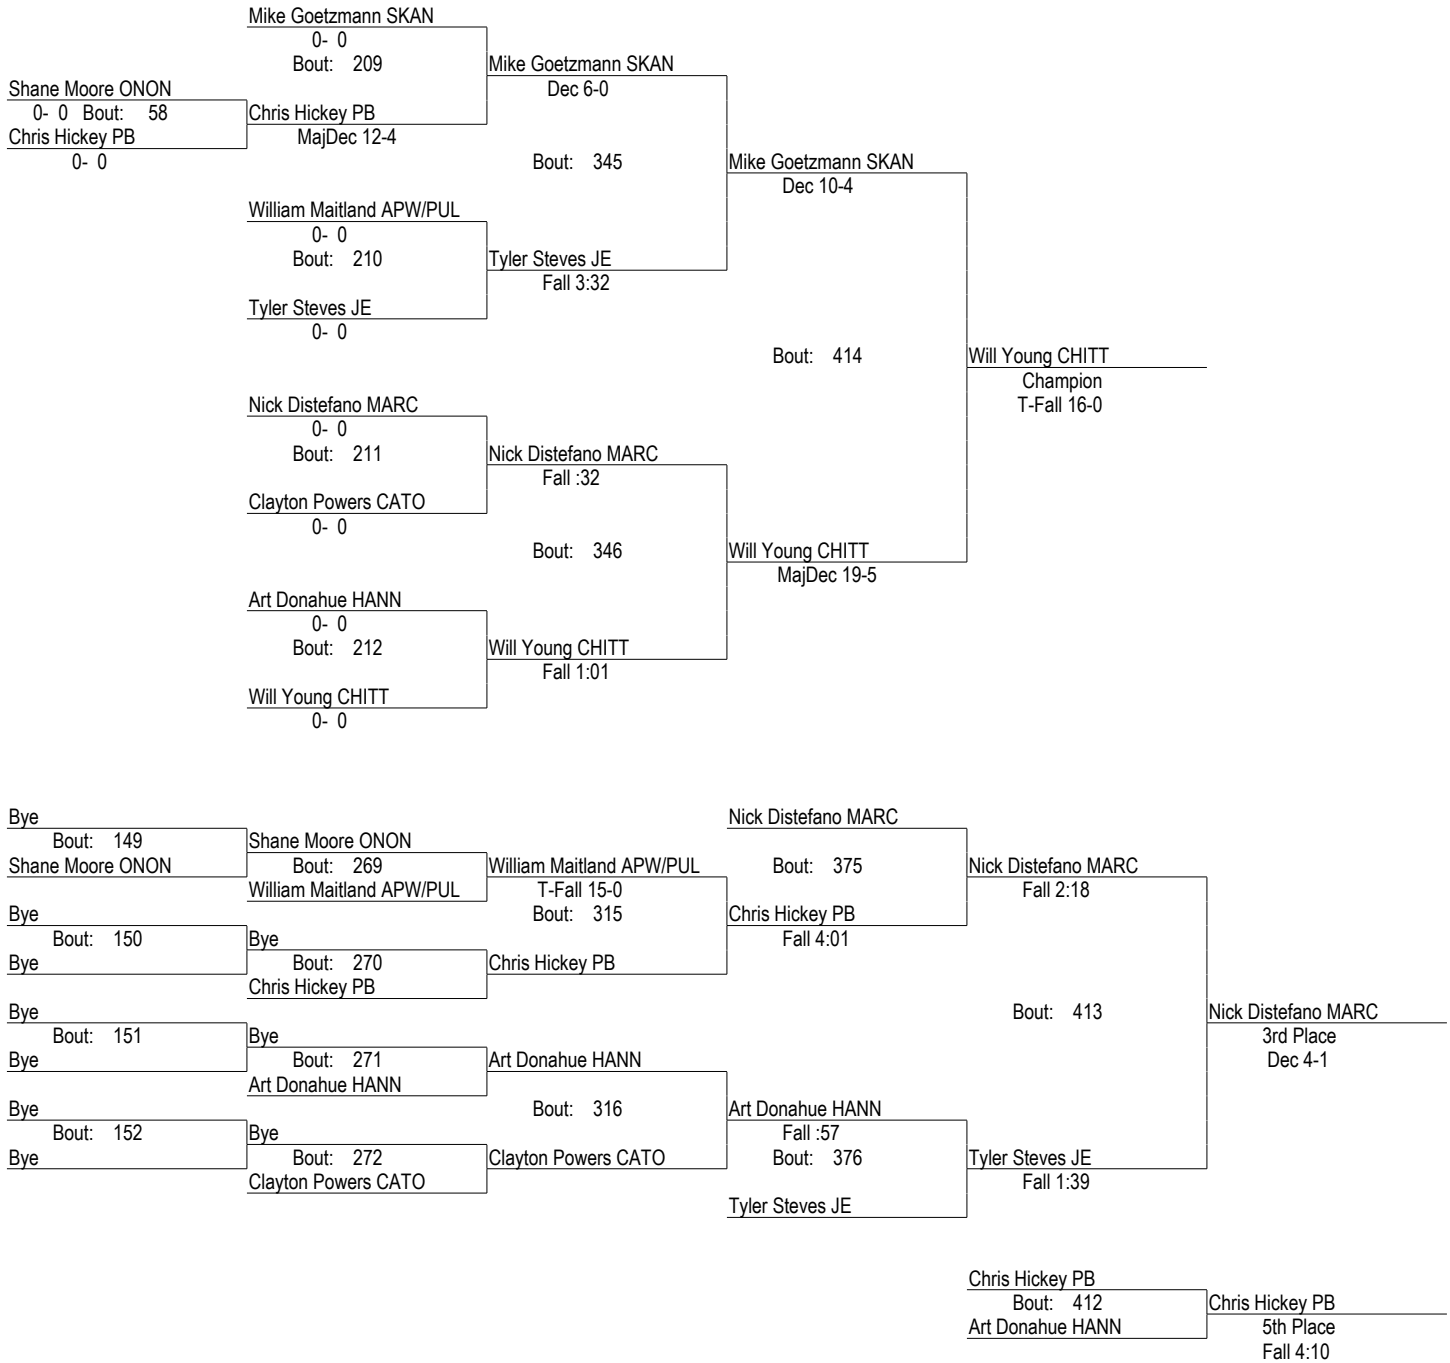 Mike Goetzmann SKAN
0- 0
Bout: 209
Mike Goetzmann SKAN
Shane Moore ONON
Dec 6-0
0- 0 Bout: 58
Chris Hickey PB
Chris Hickey PB
MajDec 12-4
0- 0
Bout: 345
Mike Goetzmann SKAN
Dec 10-4
William Maitland APW/PUL
0- 0
Bout: 210
Tyler Steves JE
Fall 3:32
Tyler Steves JE
0- 0
Bout: 414
Will Young CHITT
Champion
T-Fall 16-0
Nick Distefano MARC
0- 0
Bout: 211
Nick Distefano MARC
Fall :32
Clayton Powers CATO
0- 0
Bout: 346
Will Young CHITT
MajDec 19-5
Art Donahue HANN
0- 0
Bout: 212
Will Young CHITT
Fall 1:01
Will Young CHITT
0- 0
Bye
Nick Distefano MARC
Bout: 149
Shane Moore ONON
Shane Moore ONON
Bout: 269
William Maitland APW/PUL
Bout: 375
Nick Distefano MARC
William Maitland APW/PUL
T-Fall 15-0
Fall 2:18
Bye
Bout: 315
Chris Hickey PB
Bout: 150
Bye
Fall 4:01
Bye
Bout: 270
Chris Hickey PB
Chris Hickey PB
Bye
Bout: 413
Nick Distefano MARC
Bout: 151
Bye
3rd Place
Bye
Bout: 271
Art Donahue HANN
Dec 4-1
Art Donahue HANN
Bye
Bout: 316
Art Donahue HANN
Bout: 152
Bye
Fall :57
Bye
Bout: 272
Clayton Powers CATO
Bout: 376
Tyler Steves JE
Clayton Powers CATO
Fall 1:39
Tyler Steves JE
Chris Hickey PB
Bout: 412
Chris Hickey PB
Art Donahue HANN
5th Place
Fall 4:10